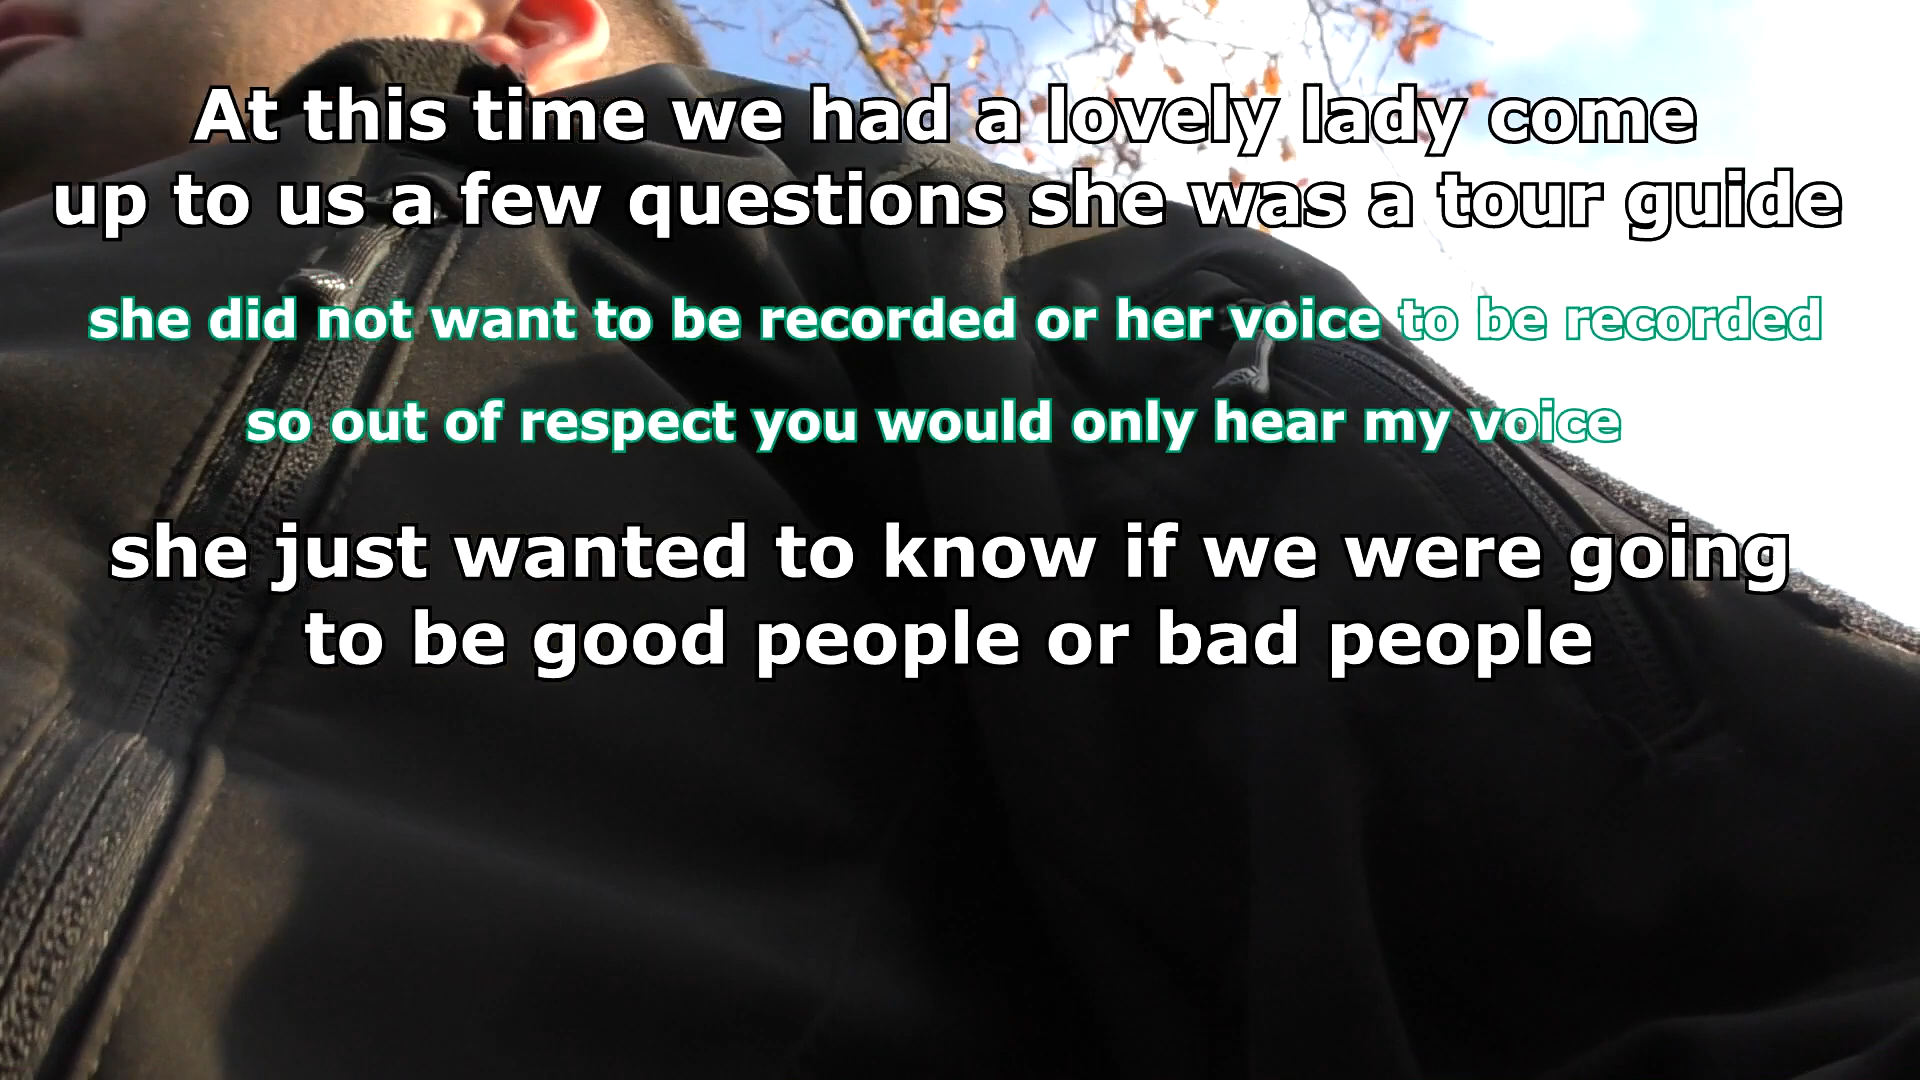 At this time we had a lovely lady come
up to us a few questions she was a tour guide
she did not want to be recorded or her voice to be recorded
so out of respect you would only hear my voice
she just wanted to know if we were going
to be good people or bad people